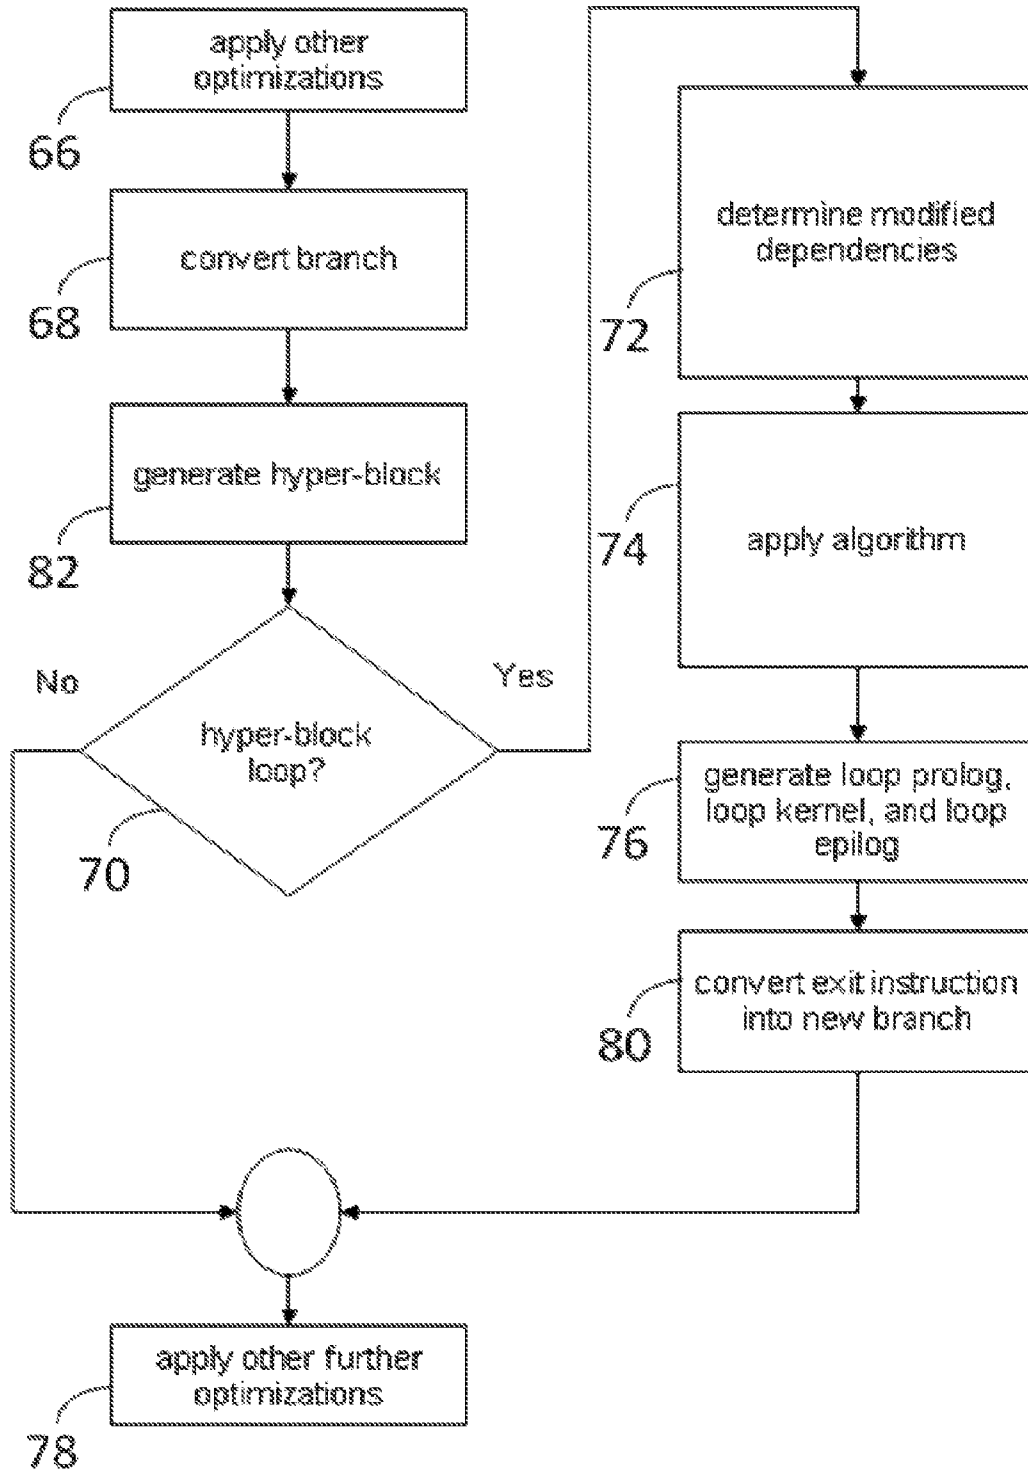 apply other
optimizations
66
convert branch
68
generate hyper-block
82
No
Yes
hyper-block
loop?
70
determine modified
dependencies
72
apply algorithm
74
generate loop prolog,
loop kernel, and loop
epilog
76
convert exit instruction
into new branch
80
apply other further
optimizations
78